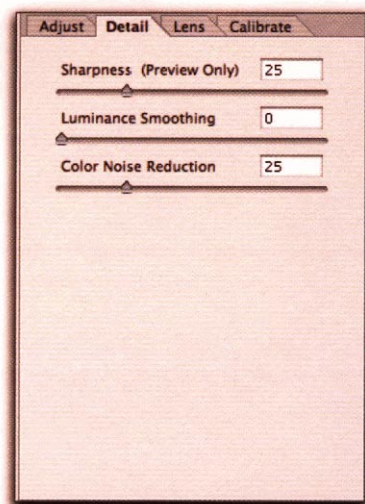 Adjust Detail Lens Calibrate
Sharpness (Preview Only) 25
Luminance Smoothing 0
Color Noise Reduction 25